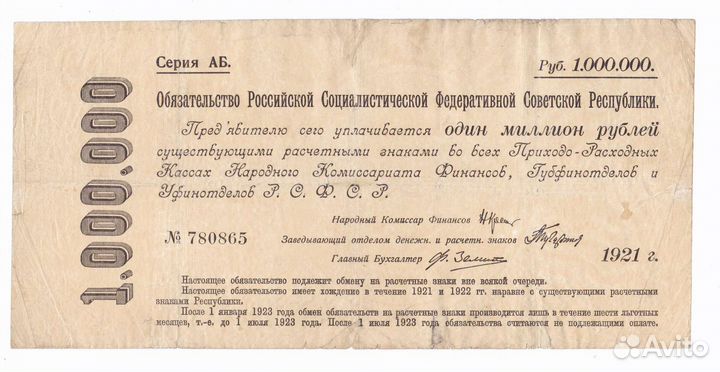 Серия АБ.
Руб. 1.000.000.
1.000.000
Обязательство Российской Социалистической Федеративной Советской Республики.
Пред'явителю сего уплачивается один миллион рублей
существующими расчетными знаками во всех Приходо-Расходных
Кассах Народного Комиссариата Финансов, Губфинотделов и
Уфинотделов Р. С. Ф. С. Р.
Народный Комиссар Финансов
№ 780865
Заведывающий отделом денежн. и расчетн. знаков
Главный Бухгалтер
1921 г.
Настоящее обязательство подлежит обмену на расчетные знаки вне всякой очереди.
Настоящее обязательство имеет хождение в течение 1921 и 1922 гг. наравне с существующими расчетными
знаками Республики.
После 1 января 1923 года обмен обязательств на расчетные знаки производится лишь в течение шести льготных
месяцев, т.-е. до 1 июля 1923 года. После 1 июля 1923 года обязательства считаются не подлежащими оплате.
Avito